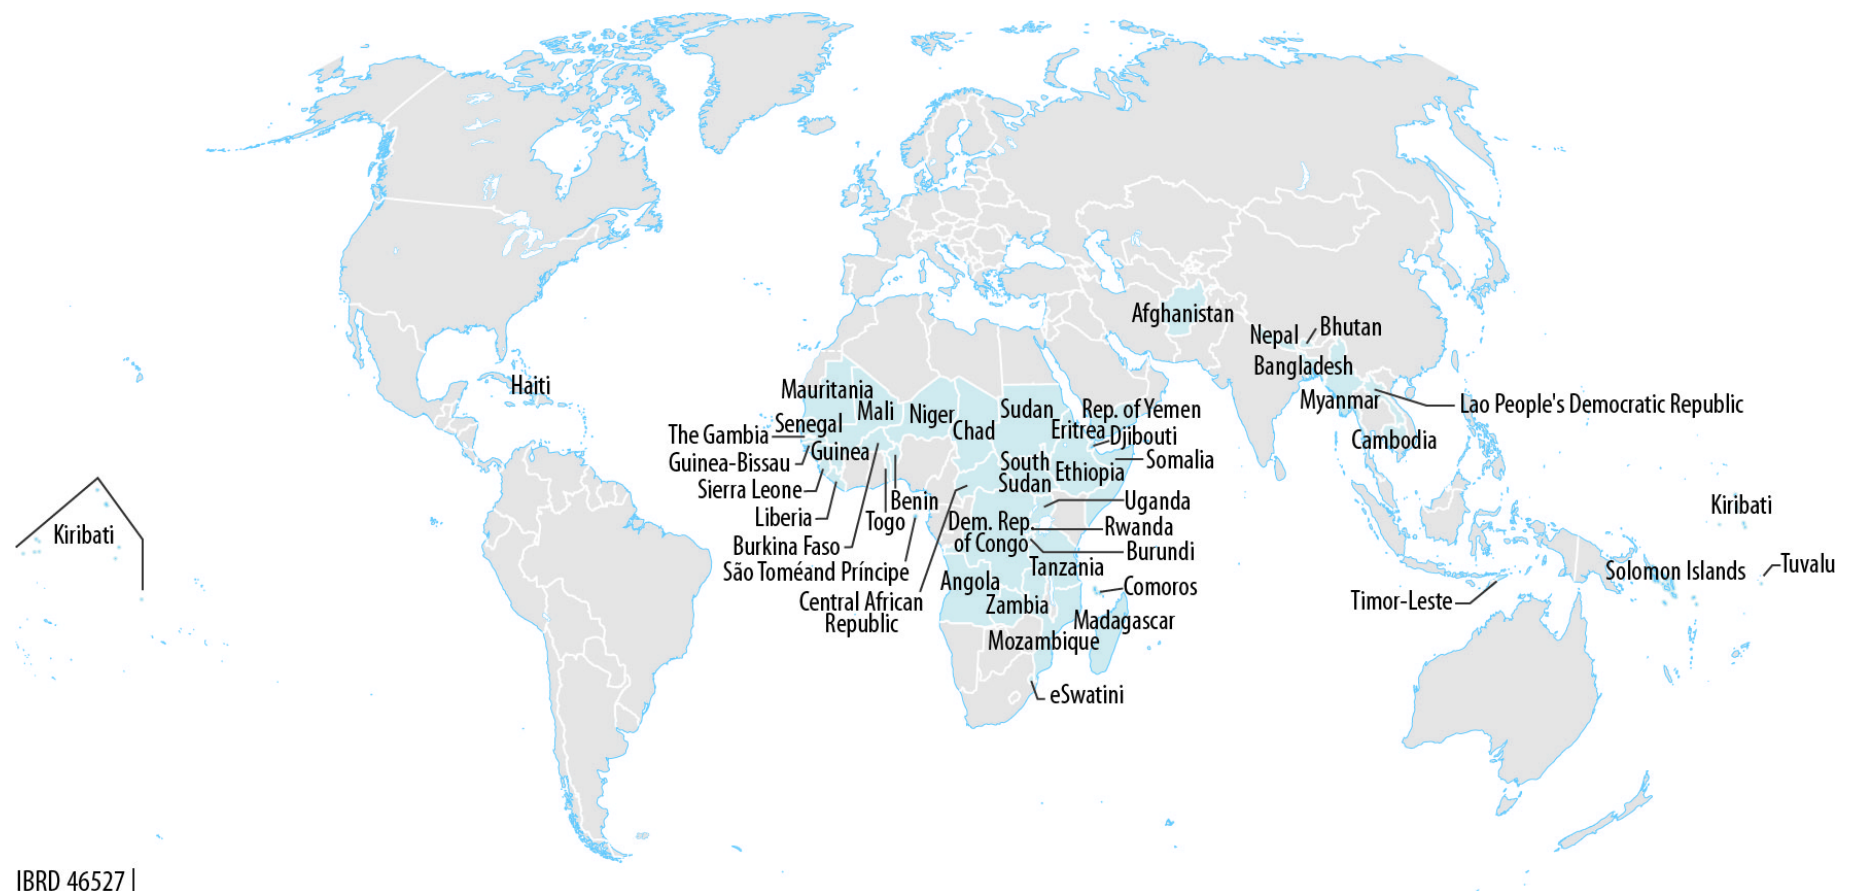 Afghanistan
Nepal
Bhutan
Bangladesh
Haiti
Mauritania
Myanmar
Lao People's Democratic Republic
Mali
Niger
Sudan
Rep. of Yemen
Senegal
Chad
Eritrea
Djibouti
The Gambia
Cambodia
Guinea
Guinea-Bissau
South
Sudan
Ethiopia
Somalia
Sierra Leone
Benin
Uganda
Kiribati
Liberia
Togo
Dem. Rep.
of Congo
Rwanda
Kiribati
Burkina Faso
Burundi
São Toméand Príncipe
Tanzania
Solomon Islands
Tuvalu
Angola
Comoros
Central African
Republic
Zambia
Timor-Leste
Madagascar
Mozambique
eSwatini
IBRD 46527 |